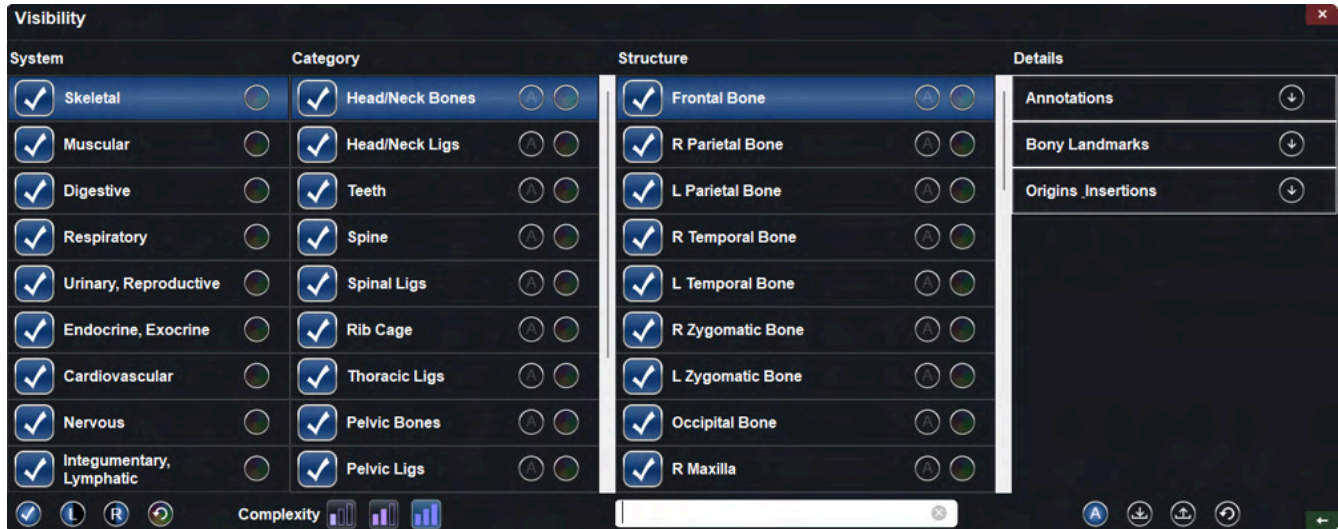 Visibility
System Category Structure Details
Skeletal Head/Neck Bones A Frontal Bone A Annotations
Muscular Head/Neck Ligs A R Parietal Bone A Bony Landmarks
Digestive Teeth A L Parietal Bone A Origins_Insertions
Respiratory Spine A R Temporal Bone A
Urinary, Reproductive Spinal Ligs A L Temporal Bone A
Endocrine, Exocrine Rib Cage A R Zygomatic Bone A
Cardiovascular Thoracic Ligs A L Zygomatic Bone A
Nervous Pelvic Bones A Occipital Bone A
Integumentary,
Lymphatic Pelvic Ligs A R Maxilla A
L R Complexity A